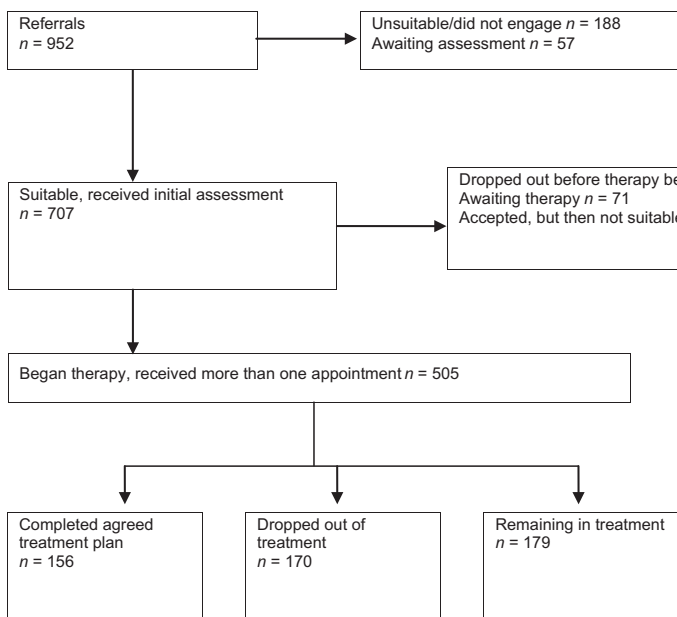 Referrals
n = 952
Unsuitable/did not engage n = 188
Awaiting assessment n = 57
Suitable, received initial assessment
n = 707
Dropped out before therapy
Awaiting therapy n = 71
Accepted, but then not suitable
Began therapy, received more than one appointment n = 505
Completed agreed
treatment plan
n = 156
Dropped out of
treatment
n = 170
Remaining in treatment
n = 179